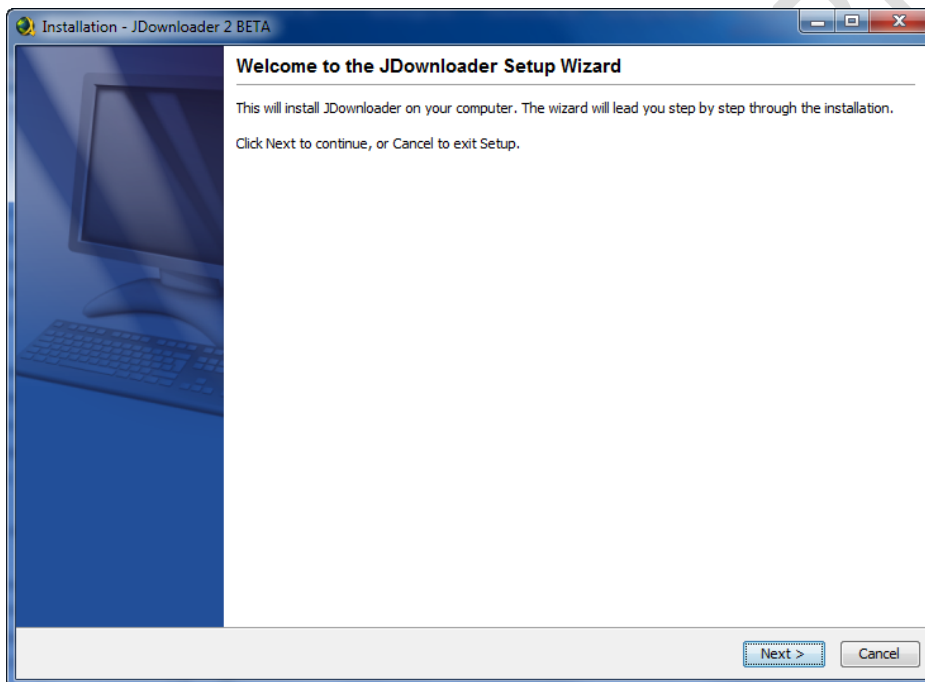 Installation - JDownloader 2 BETA
Welcome to the JDownloader Setup Wizard
This will install JDownloader on your computer. The wizard will lead you step by step through the installation.
Click Next to continue, or Cancel to exit Setup.
Next >
Cancel